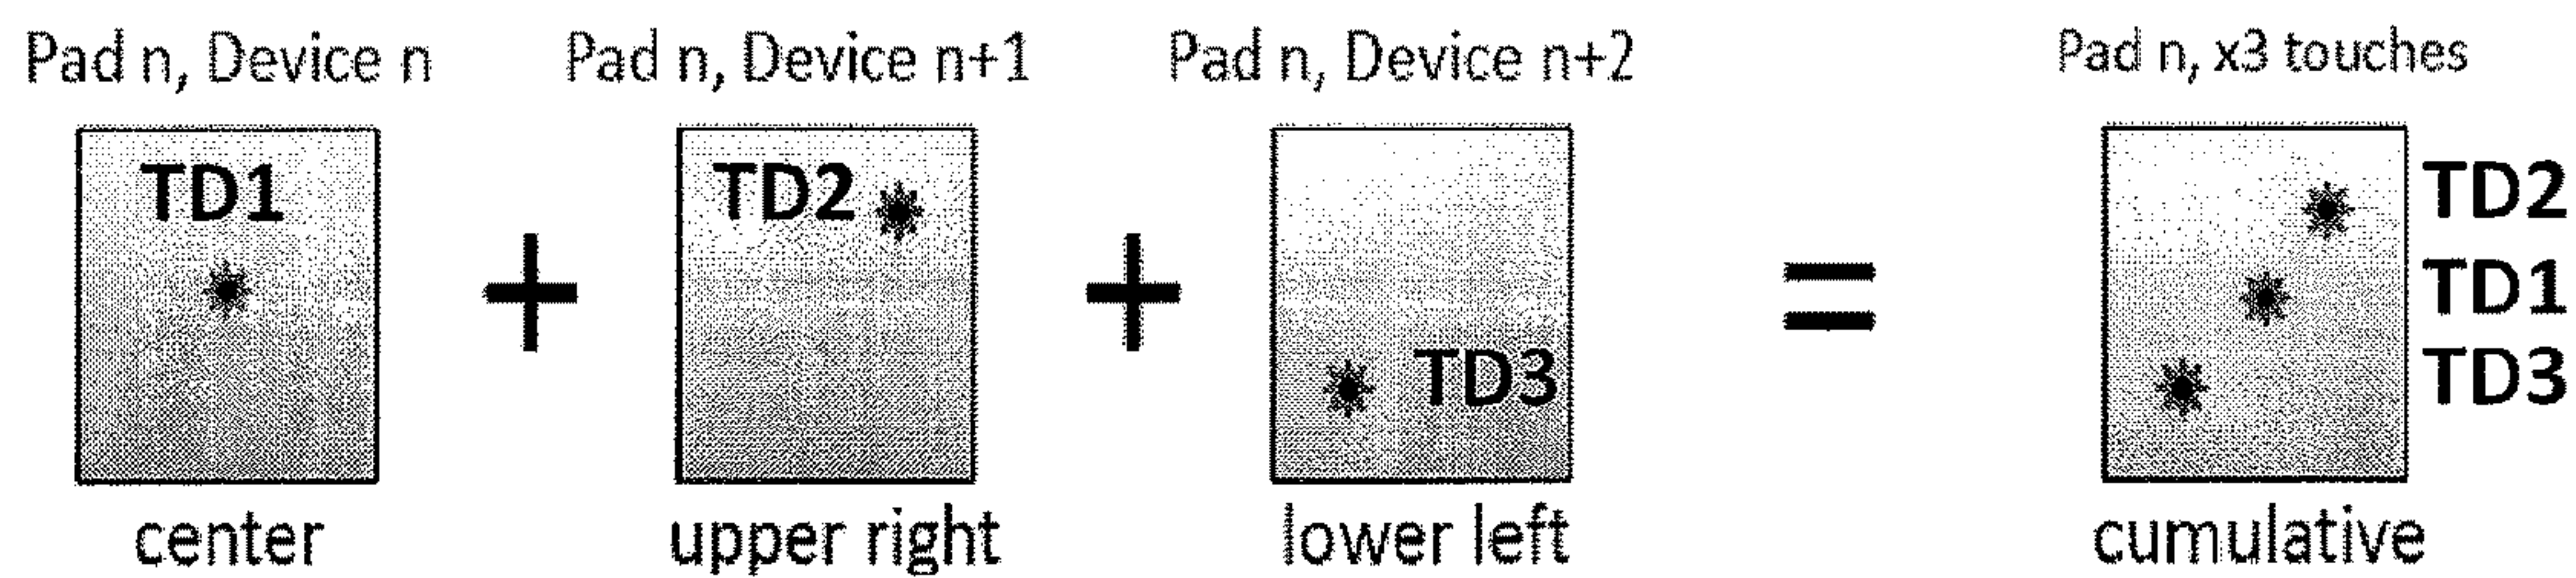 Pad n, Device n
Pad n, Device n+1
Pad n, Device n+2
Pad n, x3 touches
TD1
+
TD2
+
TD3
=
TD2
TD1
TD3
center
upper right
lower left
cumulative